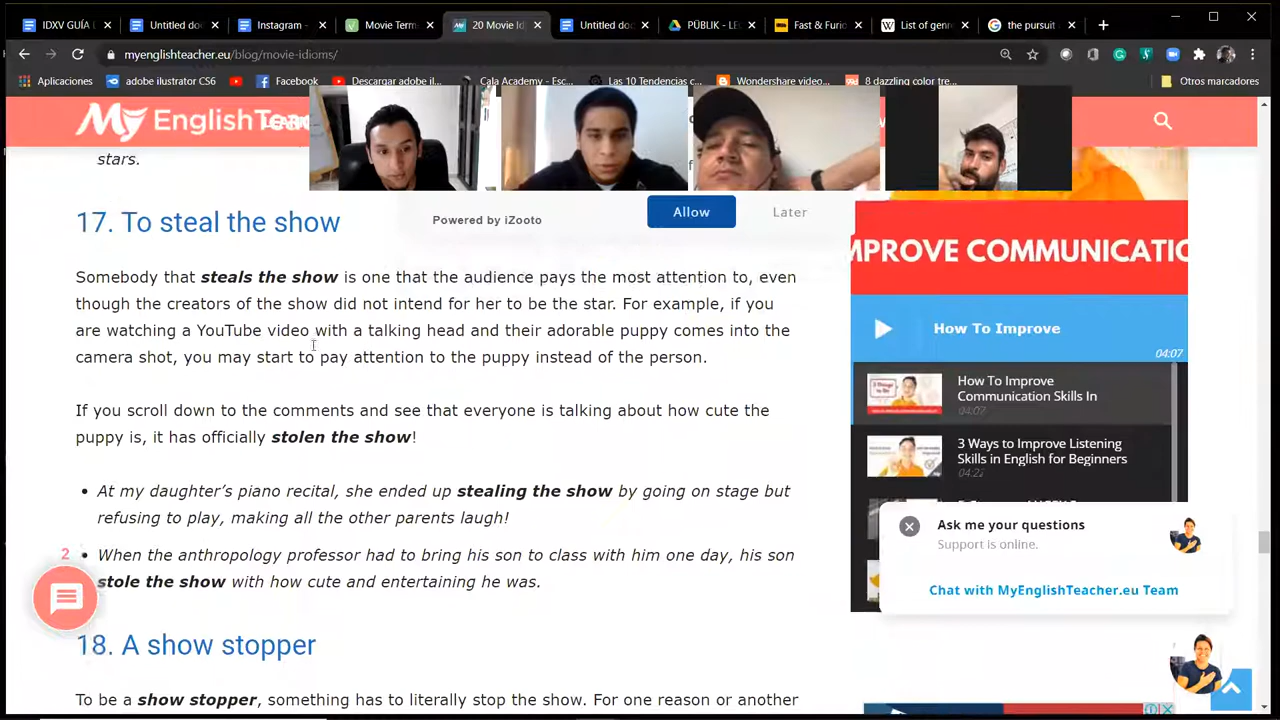 IDXV GUÍA
Untitled do
Instagram -
Movie Term
20 Movie Id
Untitled doc
PÜBLIK - LE
Fast & Furio
List of genre
the pursuit
myenglishteacher.eu/blog/movie-idioms/
Aplicaciones
adobe ilustrator CS6
Facebook
Descargar adobe il...
Cala Academy - Esc...
Las 10 Tendencias c...
Wondershare video...
8 dazzling color tre...
Otros marcadores
My EnglishTeac
stars.
Powered by iZooto
Allow
Later
17. To steal the show
Somebody that steals the show is one that the audience pays the most attention to, even
though the creators of the show did not intend for her to be the star. For example, if you
are watching a YouTube video with a talking head and their adorable puppy comes into the
camera shot, you may start to pay attention to the puppy instead of the person.
If you scroll down to the comments and see that everyone is talking about how cute the
puppy is, it has officially stolen the show!
• At my daughter's piano recital, she ended up stealing the show by going on stage but
refusing to play, making all the other parents laugh!
• When the anthropology professor had to bring his son to class with him one day, his son
stole the show with how cute and entertaining he was.
2
18. A show stopper
To be a show stopper, something has to literally stop the show. For one reason or another
MPROVE COMMUNICATIO
How To Improve
04:07
How To Improve
Communication Skills In
04:07
3 Ways to Improve Listening
Skills in English for Beginners
04:22
Ask me your questions
Support is online.
Chat with MyEnglishTeacher.eu Team